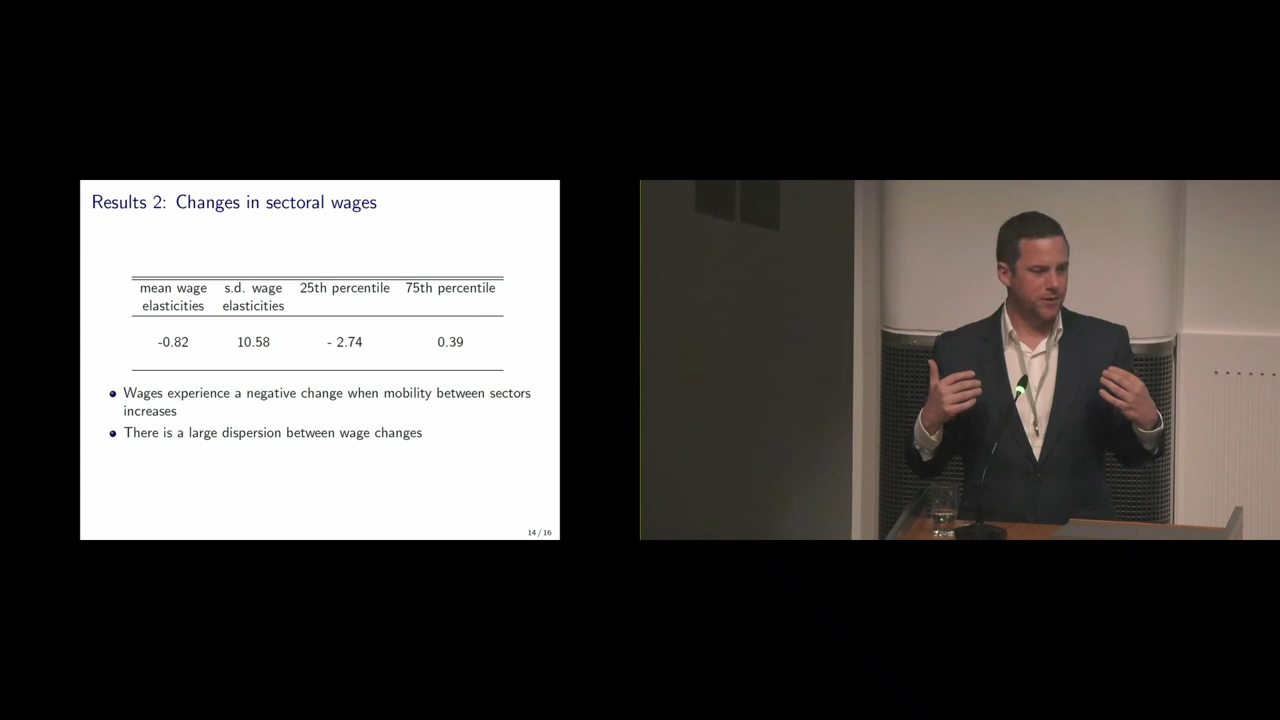 Results 2: Changes in sectoral wages
mean wage s.d. wage 25th percentile 75th percentile
elasticities elasticities
-0.82 10.58 - 2.74 0.39
Wages experience a negative change when mobility between sectors
increases
There is a large dispersion between wage changes
14 / 16